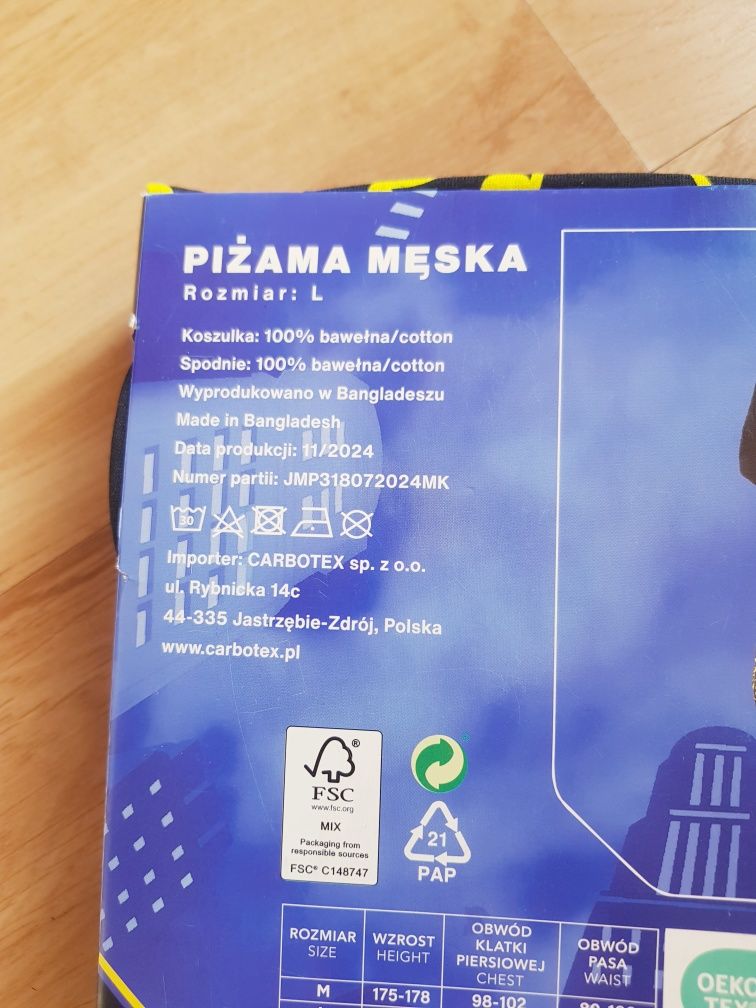 PIŻAMA MĘSKA
Rozmiar: L
Koszulka: 100% bawełna/cotton
Spodnie: 100% bawełna/cotton
Wyprodukowano w Bangladeszu
Made in Bangladesh
Data produkcji: 11/2024
Numer partii: JMP318072024MK
30
Importer: CARBOTEX sp. z o.o.
ul. Rybnicka 14c
44-335 Jastrzębie-Zdrój, Polska
www.carbotex.pl
®
FSC
www.fsc.org
MIX
Packaging from
responsible sources
FSC® C148747
21
PAP
ROZMIAR
SIZE
WZROST
HEIGHT
OBWÓD
KLATKI
PIERSIOWEJ
CHEST
OBWÓD
PASA
WAIST
M 175-178 98-102